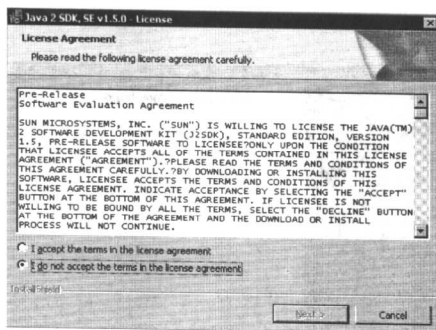 Java 2 SDK, SE v1.5.0 - License
License Agreement
Please read the following license agreement carefully.
Pre-Release
Software Evaluation Agreement
SUN MICROSYSTEMS, INC. ("SUN") IS WILLING TO LICENSE THE JAVA(TM)
2 SOFTWARE DEVELOPMENT KIT (J2SDK), STANDARD EDITION, VERSION
1.5, PRE-RELEASE SOFTWARE TO LICENSEE?ONLY UPON THE CONDITION
THAT LICENSEE ACCEPTS ALL OF THE TERMS CONTAINED IN THIS LICENSE
AGREEMENT ("AGREEMENT").?PLEASE READ THE TERMS AND CONDITIONS OF
THIS AGREEMENT CAREFULLY.?BY DOWNLOADING OR INSTALLING THIS
SOFTWARE, LICENSEE ACCEPTS THE TERMS AND CONDITIONS OF THIS
LICENSE AGREEMENT. INDICATE ACCEPTANCE BY SELECTING THE "ACCEPT"
BUTTON AT THE BOTTOM OF THIS AGREEMENT. IF LICENSEE IS NOT
WILLING TO BE BOUND BY ALL THE TERMS, SELECT THE "DECLINE" BUTTON
AT THE BOTTOM OF THE AGREEMENT AND THE DOWNLOAD OR INSTALL
PROCESS WILL NOT CONTINUE.
I accept the terms in the license agreement
I do not accept the terms in the license agreement
InstallShield
Next >
Cancel